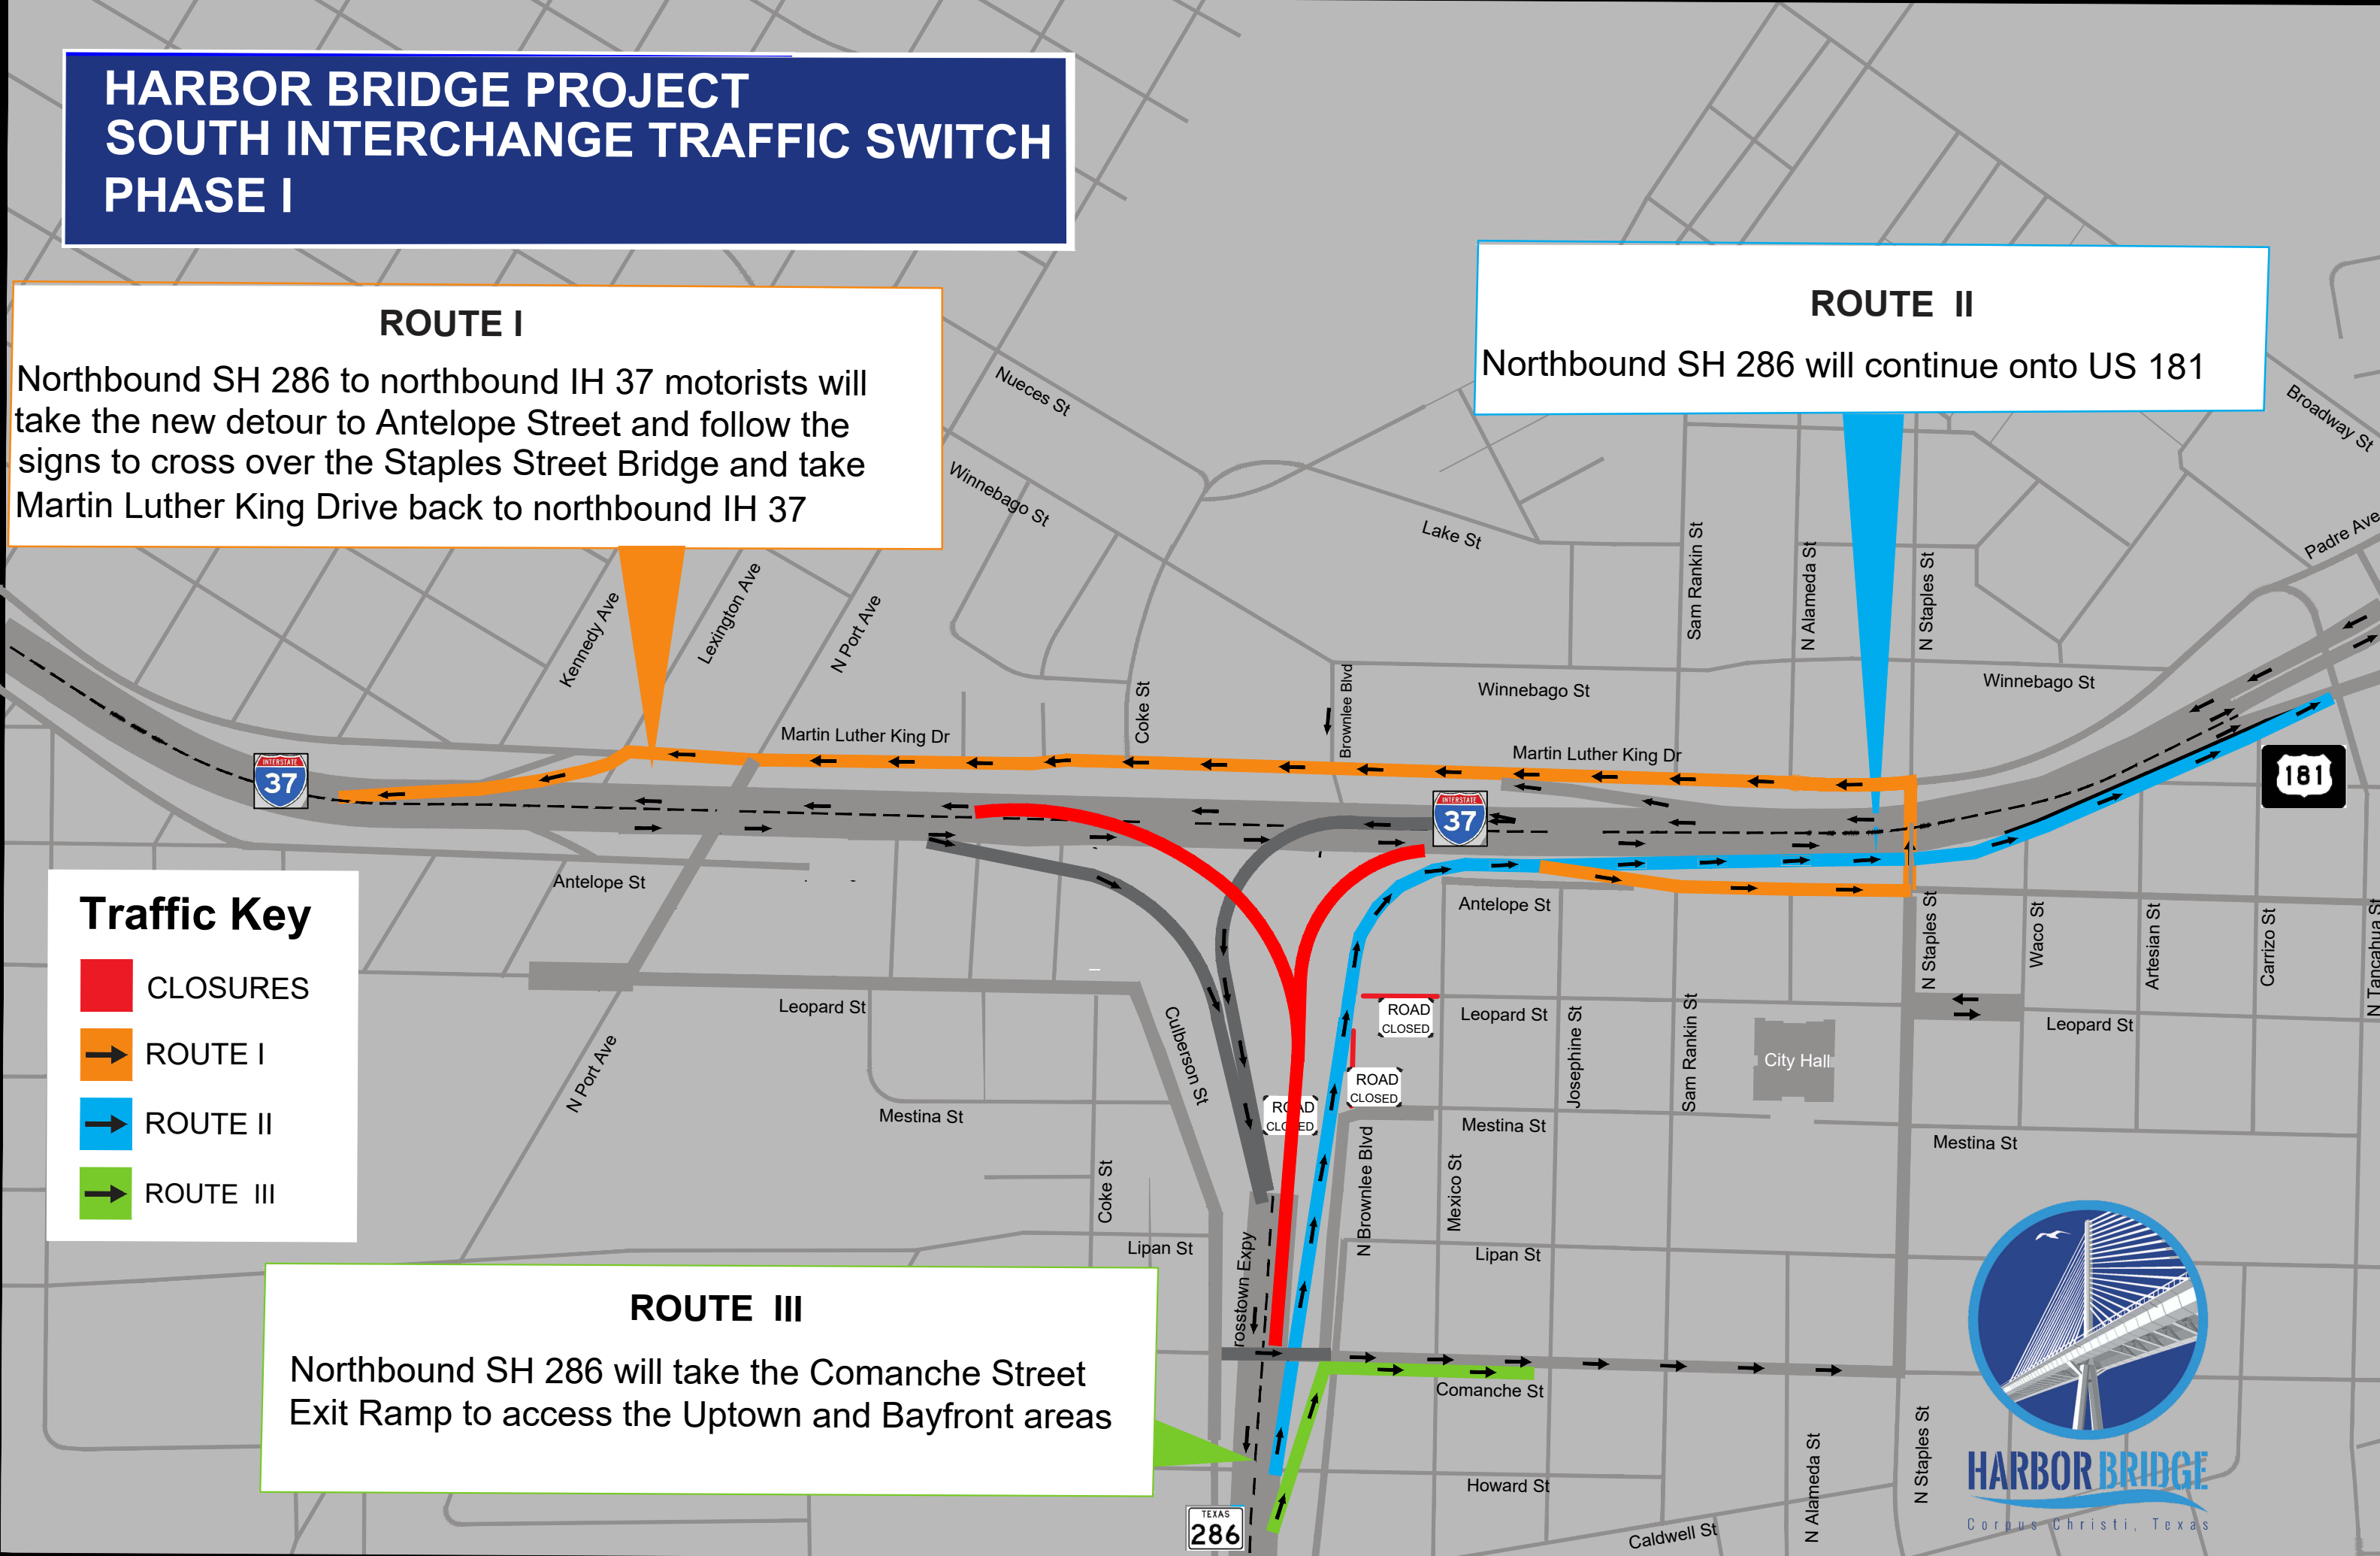 HARBOR BRIDGE PROJECT
SOUTH INTERCHANGE TRAFFIC SWITCH
PHASE I
ROUTE I
Northbound SH 286 to northbound IH 37 motorists will
take the new detour to Antelope Street and follow the
signs to cross over the Staples Street Bridge and take
Martin Luther King Drive back to northbound IH 37
ROUTE II
Northbound SH 286 will continue onto US 181
Nueces St
Winnebago St
Lake St
Broadway St
Padre Ave
Kennedy Ave
Lexington Ave
N Port Ave
Coke St
Brownlee Blvd
Sam Rankin St
N Alameda St
N Staples St
Winnebago St
Winnebago St
Martin Luther King Dr
Martin Luther King Dr
INTERSTATE
37
INTERSTATE
37
181
Antelope St
Antelope St
N Staples St
Waco St
Artesian St
Carrizo St
N Tancahua St
Traffic Key
CLOSURES
ROUTE I
ROUTE II
ROUTE III
Leopard St
Culberson St
N Port Ave
Mestina St
Coke St
Lipan St
ROAD
CLOSED
ROAD
CLOSED
ROAD
CLOSED
Leopard St
Josephine St
Sam Rankin St
City Hall
Leopard St
Mestina St
Mestina St
N Brownlee Blvd
Mexico St
Lipan St
rosstown Expy
ROUTE III
Northbound SH 286 will take the Comanche Street
Exit Ramp to access the Uptown and Bayfront areas
Comanche St
Howard St
Caldwell St
N Alameda St
N Staples St
TEXAS
286
HARBOR BRIDGE
Corpus Christi, Texas